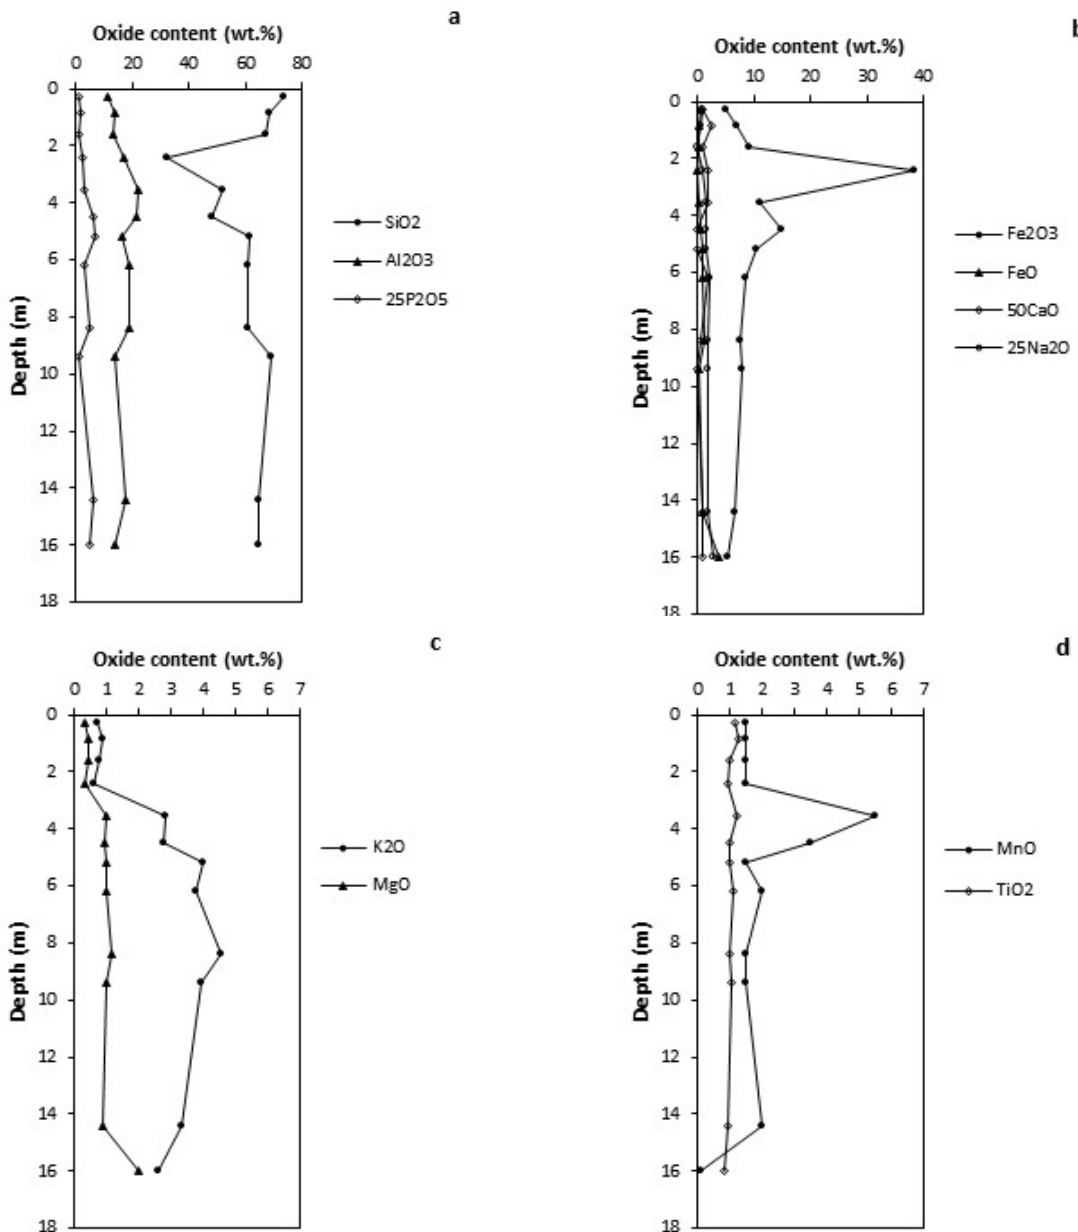 a
Oxide content (wt.%)
0 20 40 60 80
0
2
4
6
8
10
12
14
16
18
Depth (m)
SiO2
Al2O3
25P2O5
b
Oxide content (wt.%)
0 10 20 30 40
0
2
4
6
8
10
12
14
16
18
Depth (m)
Fe2O3
FeO
50CaO
25Na2O
c
Oxide content (wt.%)
0 1 2 3 4 5 6 7
0
2
4
6
8
10
12
14
16
18
Depth (m)
K2O
MgO
d
Oxide content (wt.%)
0 1 2 3 4 5 6 7
0
2
4
6
8
10
12
14
16
18
Depth (m)
MnO
TiO2